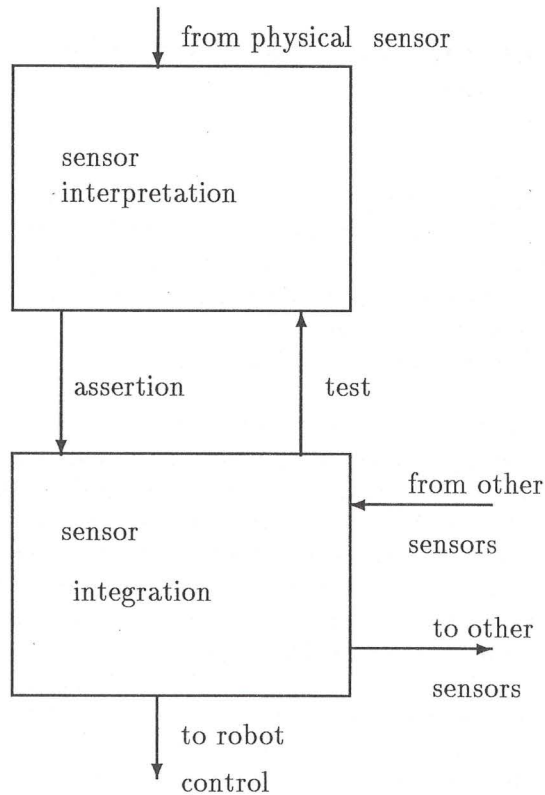 from physical sensor
sensor
interpretation
assertion
test
from other
sensors
sensor
integration
to other
sensors
to robot
control